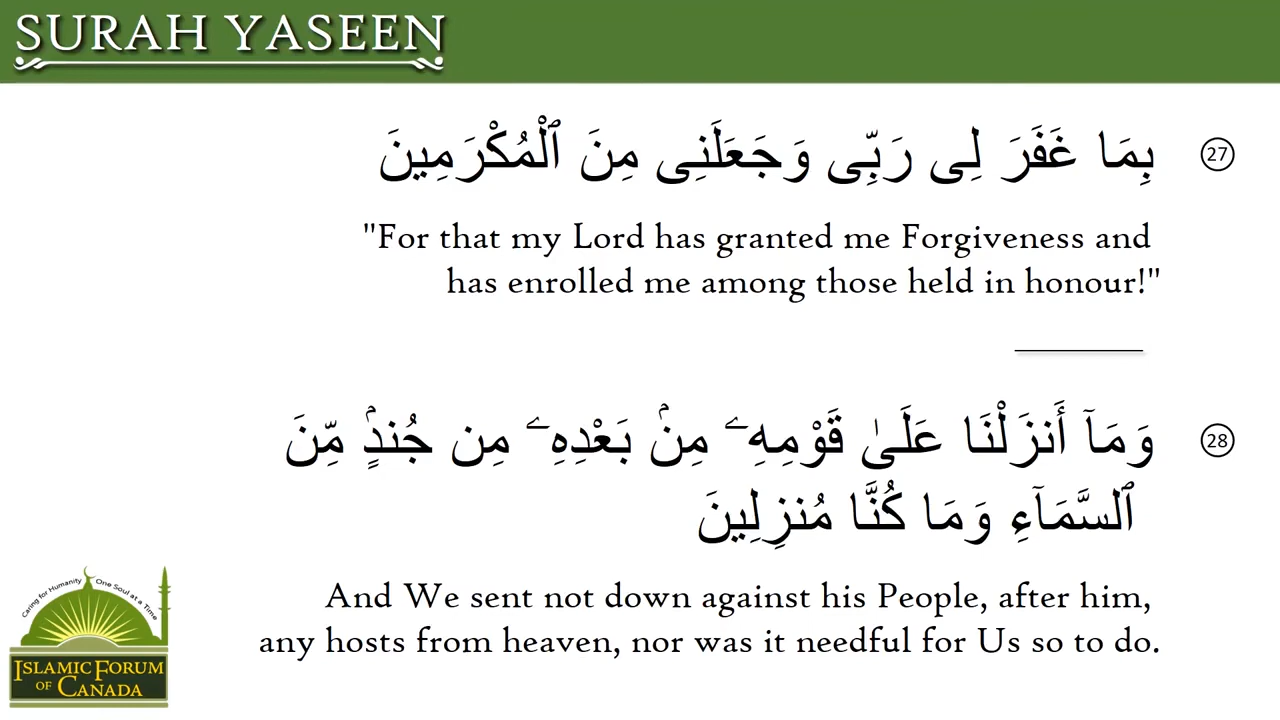 SURAH YASEEN
بِمَا غَفَرَ لِى رَبِّى وَجَعَلَنِى مِنَ ٱلْمُكْرَمِينَ
27
"For that my Lord has granted me Forgiveness and
has enrolled me among those held in honour!"
وَمَآ أَنزَلْنَا عَلَىٰ قَوْمِهِۦ مِنۢ بَعْدِهِۦ مِن جُندٍۢ مِّنَ
28
ٱلسَّمَآءِ وَمَا كُنَّا مُنزِلِينَ
And We sent not down against his People, after him,
any hosts from heaven, nor was it needful for Us so to do.
Caring for Humanity One Soul at a Time
ISLAMIC FORUM
OF CANADA